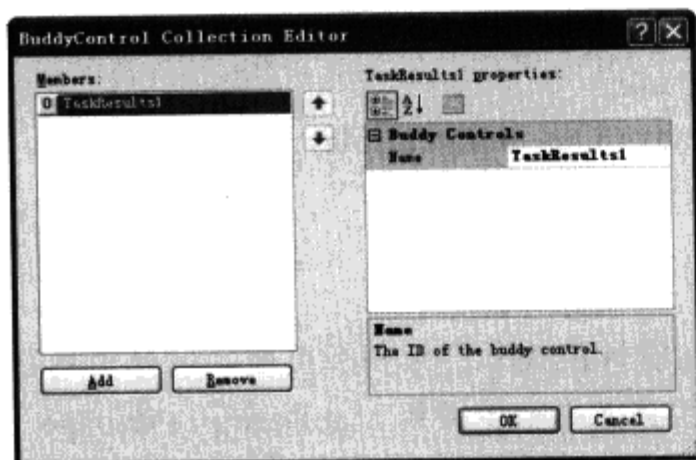 BuddyControl Collection Editor
Members:
0 TaskResults1
TaskResults1 properties:
Buddy Controls
Name TaskResults1
Name
The ID of the buddy control.
Add Remove
OK Cancel